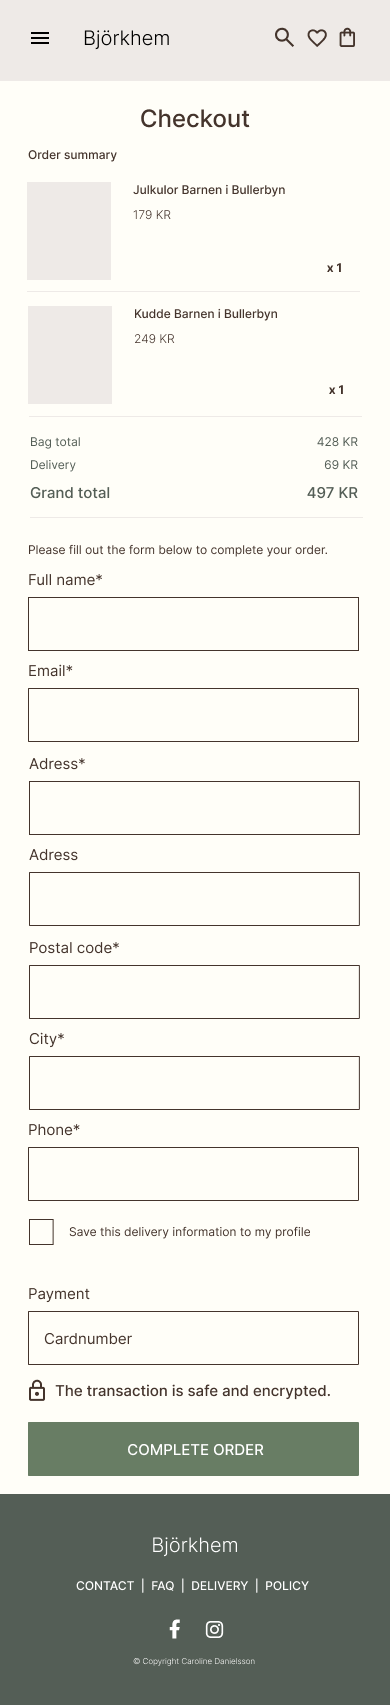 Björkhem
Checkout
Order summary
Julkulor Barnen i Bullerbyn
179 KR
x 1
Kudde Barnen i Bullerbyn
249 KR
x 1
Bag total 428 KR
Delivery 69 KR
Grand total 497 KR
Please fill out the form below to complete your order.
Full name*
Email*
Adress*
Adress
Postal code*
City*
Phone*
Save this delivery information to my profile
Payment
Cardnumber
The transaction is safe and encrypted.
COMPLETE ORDER
Björkhem
CONTACT | FAQ | DELIVERY | POLICY
© Copyright Caroline Danielsson